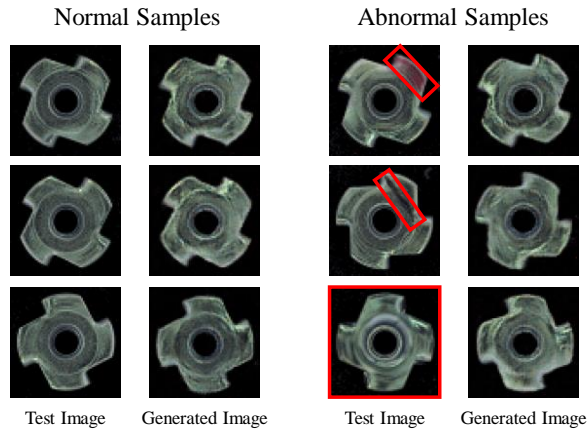 Normal Samples
Abnormal Samples
Test Image
Generated Image
Test Image
Generated Image